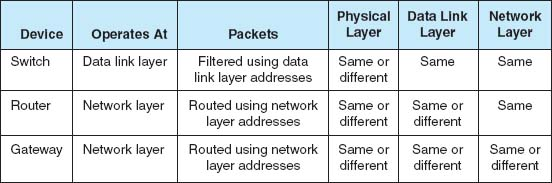 Device Operates At Packets Physical Layer Data Link Layer Network Layer
Switch Data link layer Filtered using data link layer addresses Same or different Same Same
Router Network layer Routed using network layer addresses Same or different Same or different Same
Gateway Network layer Routed using network layer addresses Same or different Same or different Same or different